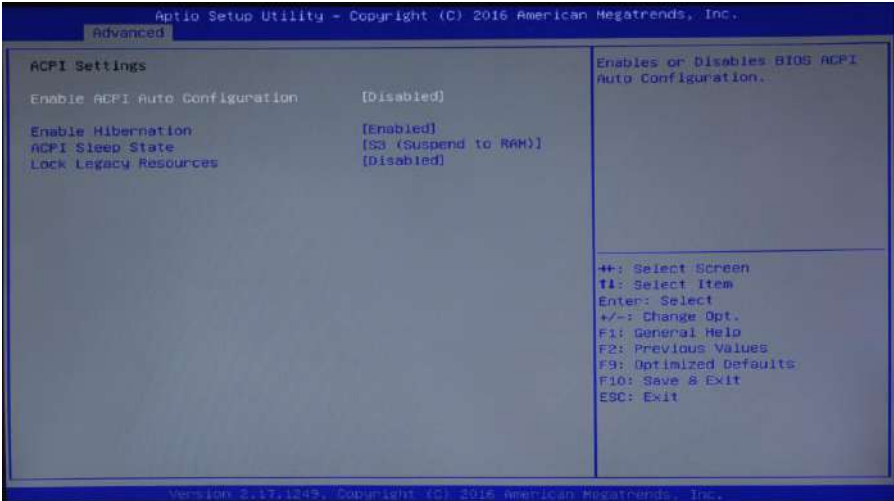 Aptio Setup Utility - Copyright (C) 2016 American Megatrends, Inc.
Advanced
ACPI Settings
Enable ACPI Auto Configuration [Disabled]
Enable Hibernation [Enabled]
ACPI Sleep State [S3 (Suspend to RAM)]
Lock Legacy Resources [Disabled]
Enables or Disables BIOS ACPI
Auto Configuration.
→←: Select Screen
↑↓: Select Item
Enter: Select
+/-: Change Opt.
F1: General Help
F2: Previous Values
F9: Optimized Defaults
F10: Save & Exit
ESC: Exit
Version 2.17.1249. Copyright (C) 2016 American Megatrends, Inc.